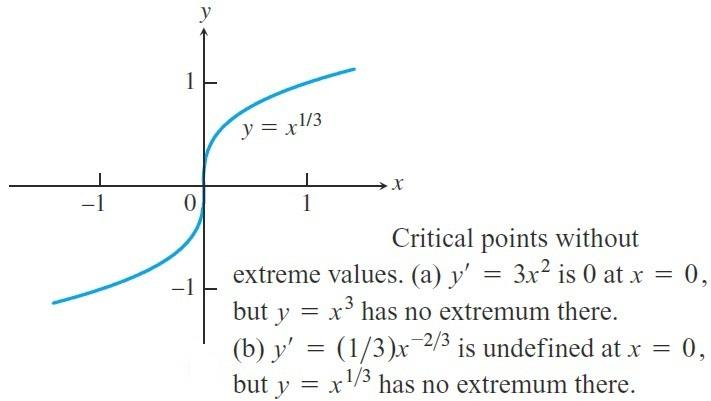 y
1
y = x^{1/3}
x
–1
0
1
–1
Critical points without
extreme values. (a) y′ = 3x² is 0 at x = 0,
but y = x³ has no extremum there.
(b) y′ = (1/3)x^{−2/3} is undefined at x = 0,
but y = x^{1/3} has no extremum there.